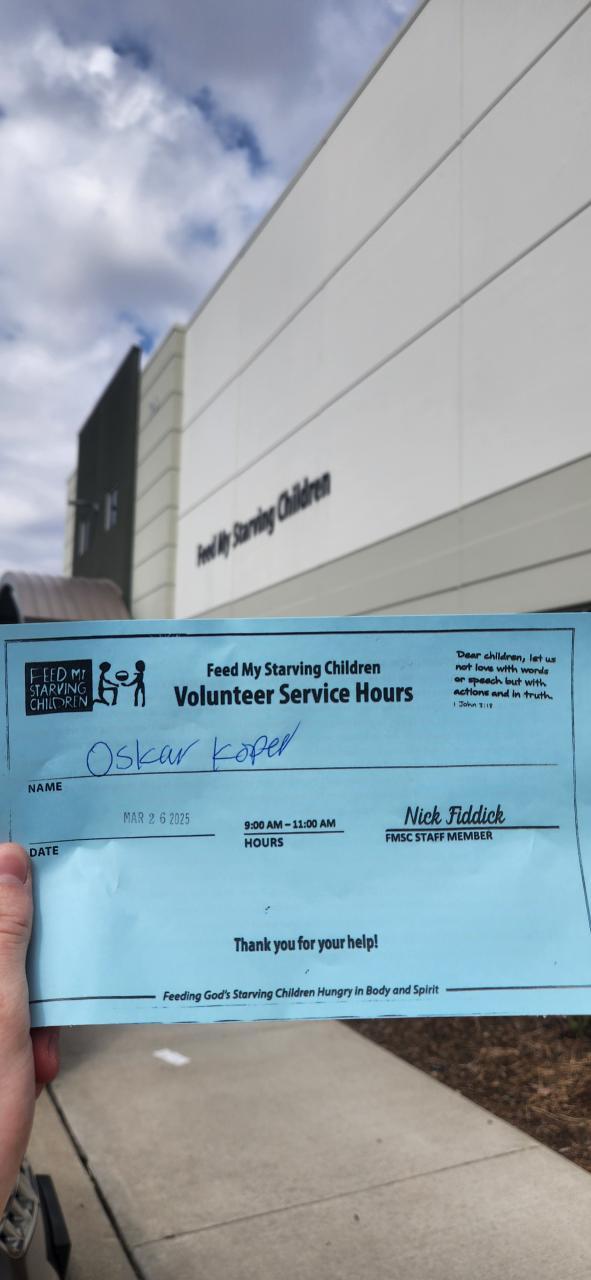 Feed My Starving Children
FEED MY
STARVING
CHILDREN
Feed My Starving Children
Volunteer Service Hours
"Dear children, let us
not love with words
or speech but with
actions and in truth.
1 John 3:18
Oskar Koper
NAME
MAR 26 2025
DATE
9:00 AM – 11:00 AM
HOURS
Nick Fiddick
FMSC STAFF MEMBER
Thank you for your help!
Feeding God's Starving Children Hungry in Body and Spirit